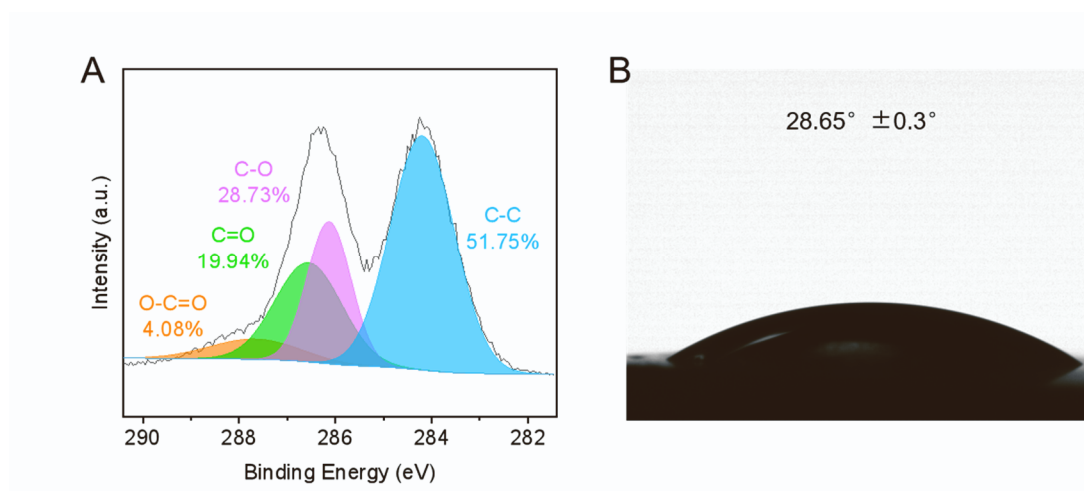 A
B
28.65° ±0.3°
C-O
28.73%
C-C
51.75%
C=O
19.94%
O-C=O
4.08%
Intensity (a.u.)
290 288 286 284 282
Binding Energy (eV)